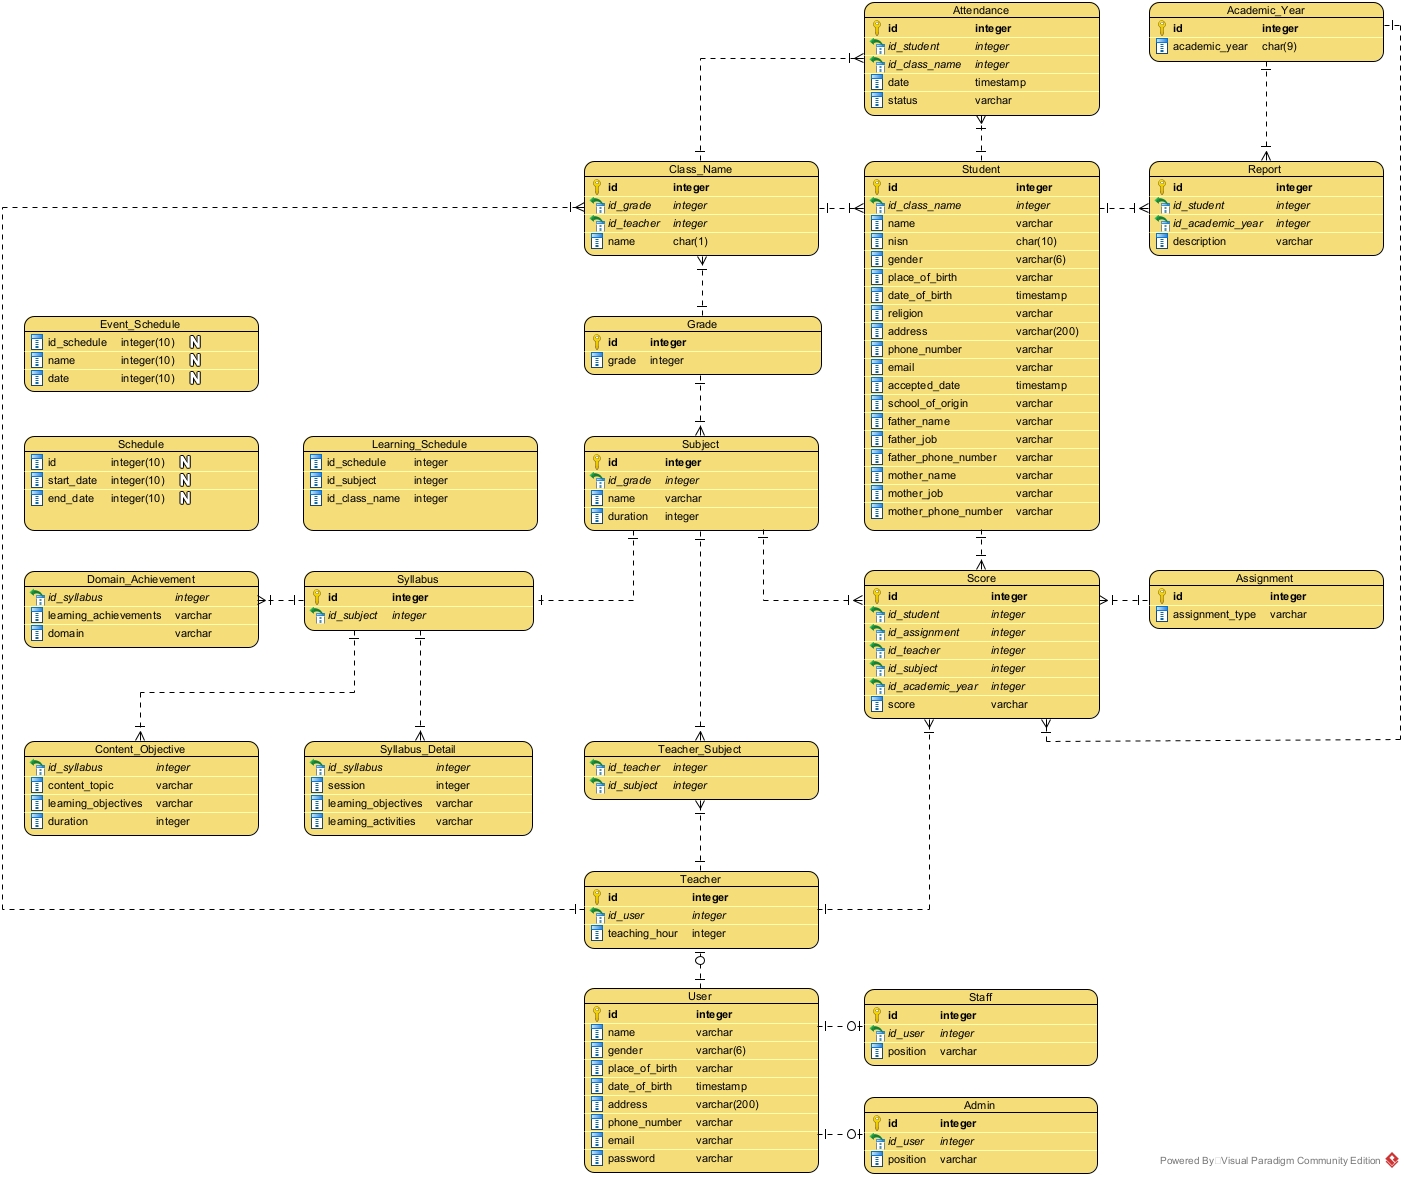 Attendance
id integer
id_student integer
id_class_name integer
date timestamp
status varchar
Academic_Year
id integer
academic_year char(9)
Class_Name
id integer
id_grade integer
id_teacher integer
name char(1)
Student
id integer
id_class_name integer
name varchar
nisn char(10)
gender varchar(6)
place_of_birth varchar
date_of_birth timestamp
religion varchar
address varchar(200)
phone_number varchar
email varchar
accepted_date timestamp
school_of_origin varchar
father_name varchar
father_job varchar
father_phone_number varchar
mother_name varchar
mother_job varchar
mother_phone_number varchar
Report
id integer
id_student integer
id_academic_year integer
description varchar
Event_Schedule
id_schedule integer(10) N
name integer(10) N
date integer(10) N
Grade
id integer
grade integer
Schedule
id integer(10) N
start_date integer(10) N
end_date integer(10) N
Learning_Schedule
id_schedule integer
id_subject integer
id_class_name integer
Subject
id integer
id_grade integer
name varchar
duration integer
Domain_Achievement
id_syllabus integer
learning_achievements varchar
domain varchar
Syllabus
id integer
id_subject integer
Score
id integer
id_student integer
id_assignment integer
id_teacher integer
id_subject integer
id_academic_year integer
score varchar
Assignment
id integer
assignment_type varchar
Content_Objective
id_syllabus integer
content_topic varchar
learning_objectives varchar
duration integer
Syllabus_Detail
id_syllabus integer
session integer
learning_objectives varchar
learning_activities varchar
Teacher_Subject
id_teacher integer
id_subject integer
Teacher
id integer
id_user integer
teaching_hour integer
User
id integer
name varchar
gender varchar(6)
place_of_birth varchar
date_of_birth timestamp
address varchar(200)
phone_number varchar
email varchar
password varchar
Staff
id integer
id_user integer
position varchar
Admin
id integer
id_user integer
position varchar
Powered By Visual Paradigm Community Edition